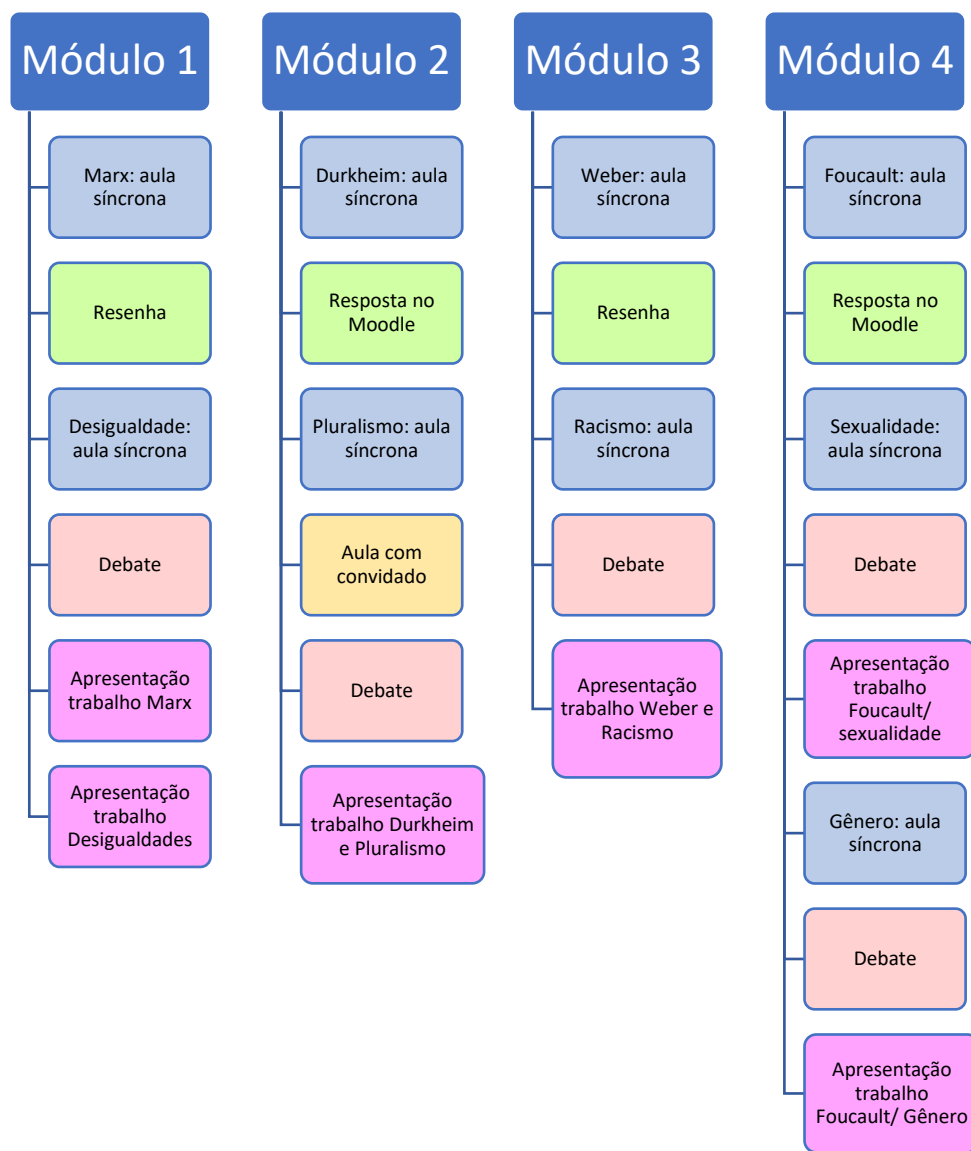 Módulo 1
Marx: aula
síncrona
Resenha
Desigualdade:
aula síncrona
Debate
Apresentação
trabalho Marx
Apresentação
trabalho
Desigualdades
Módulo 2
Durkheim: aula
síncrona
Resposta no
Moodle
Pluralismo: aula
síncrona
Aula com
convidado
Debate
Apresentação
trabalho Durkheim
e Pluralismo
Módulo 3
Weber: aula
síncrona
Resenha
Racismo: aula
síncrona
Debate
Apresentação
trabalho Weber e
Racismo
Módulo 4
Foucault: aula
síncrona
Resposta no
Moodle
Sexualidade:
aula síncrona
Debate
Apresentação
trabalho
Foucault/
sexualidade
Gênero: aula
síncrona
Debate
Apresentação
trabalho
Foucault/ Gênero